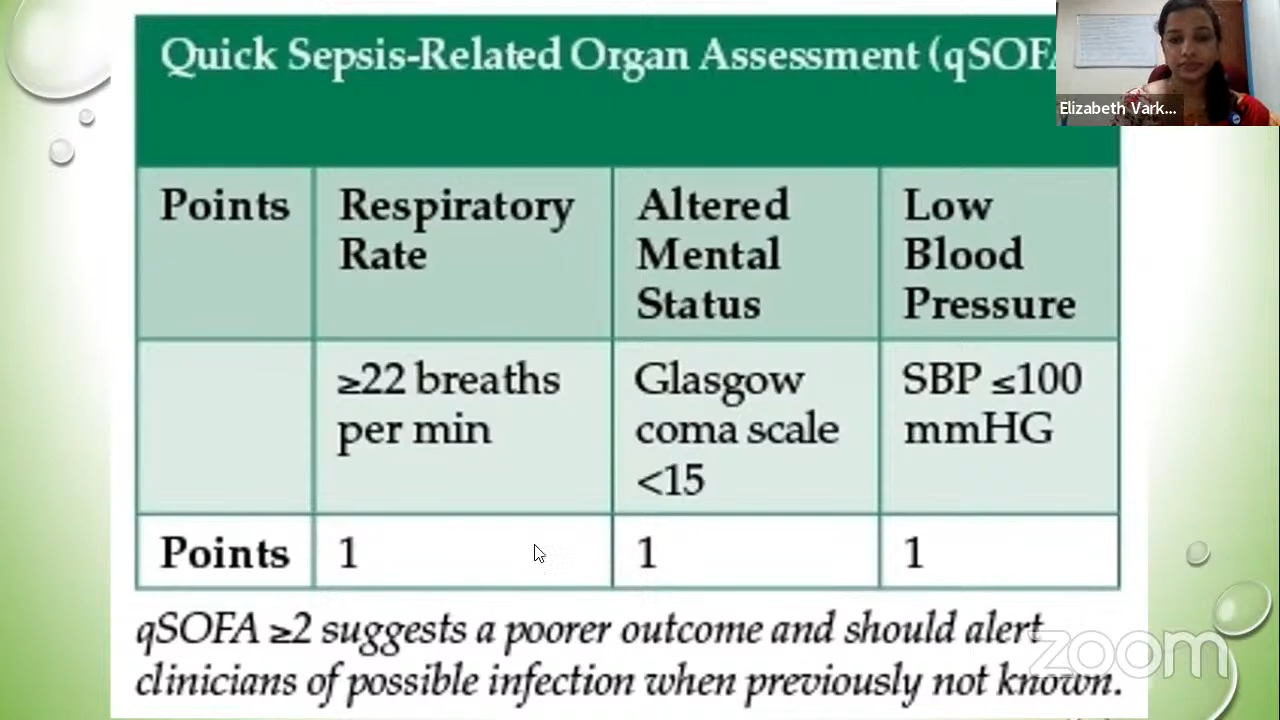 Quick Sepsis-Related Organ Assessment (qSOFA
Elizabeth Vark...
Points
Respiratory
Rate
Altered
Mental
Status
Low
Blood
Pressure
≥22 breaths
per min
Glasgow
coma scale
<15
SBP ≤100
mmHG
Points
1
1
1
qSOFA ≥2 suggests a poorer outcome and should alert
clinicians of possible infection when previously not known.
zoom